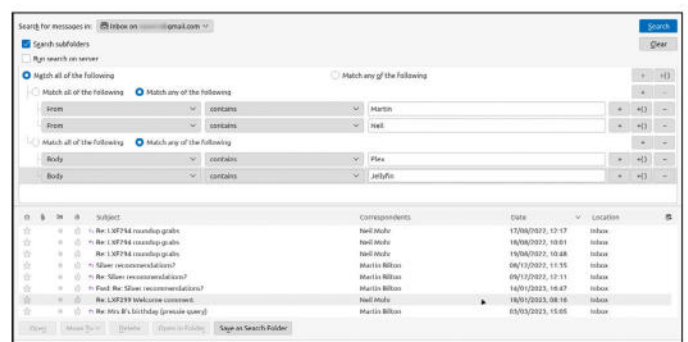 Search for messages in: Inbox on gmail.com Search
Search subfolders Clear
Run search on server
Match all of the following Match any of the following + +()
Match all of the following Match any of the following + -
From contains Martin + +() -
From contains Neil + +() -
Match all of the following Match any of the following + -
Body contains Plex + +() -
Body contains Jellyfin + +() -
Subject Correspondents Date Location
Re: LXF294 roundup grabs Neil Mohr 17/08/2022, 12:17 Inbox
Re: LXF294 roundup grabs Neil Mohr 18/08/2022, 10:01 Inbox
Re: LXF294 roundup grabs Neil Mohr 19/08/2022, 10:48 Inbox
Silver recommendations? Martin Bilton 08/12/2022, 11:55 Inbox
Re: Silver recommendations? Martin Bilton 09/12/2022, 12:11 Inbox
Fwd: Re: Silver recommendations? Martin Bilton 14/01/2023, 16:47 Inbox
Re: LXF299 Welcome comment Neil Mohr 18/01/2023, 08:16 Inbox
Re: Mrs B's birthday (pressie query) Martin Bilton 03/03/2023, 15:05 Inbox
Open Move To Delete Open in Folder Save as Search Folder